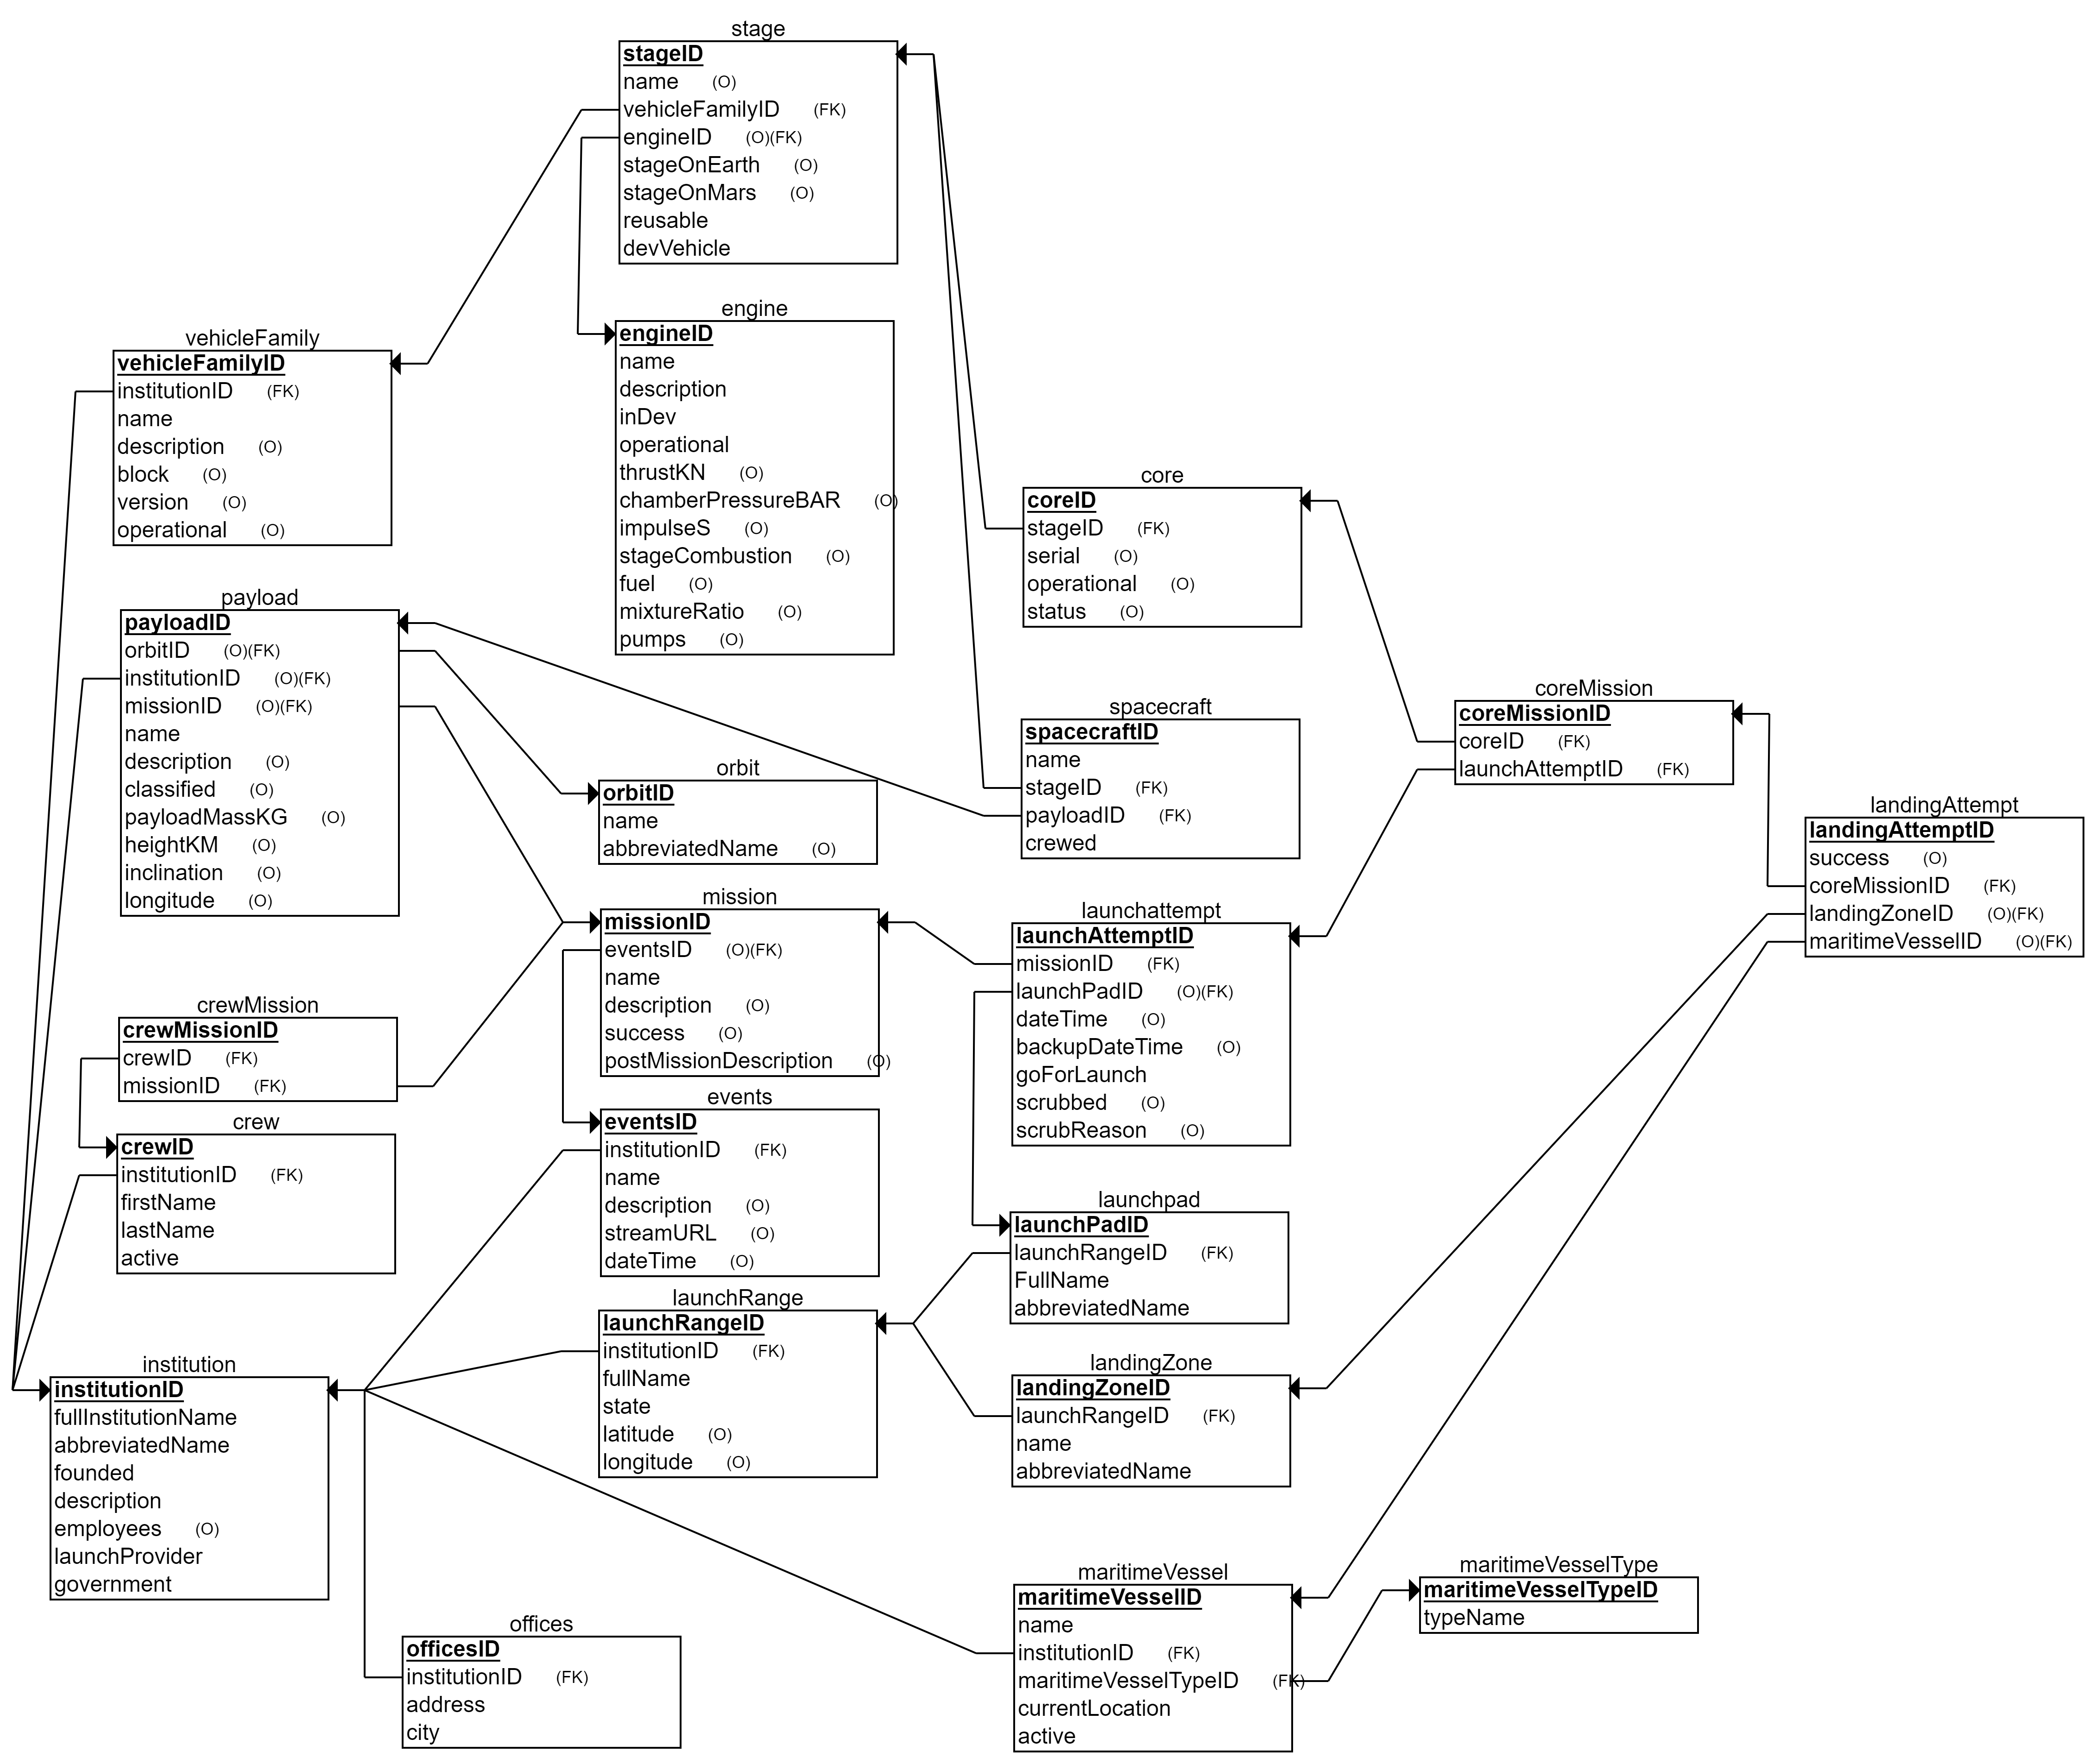 stage
stageID
name (O)
vehicleFamilyID (FK)
engineID (O)(FK)
stageOnEarth (O)
stageOnMars (O)
reusable
devVehicle
engine
engineID
name
description
inDev
operational
thrustKN (O)
chamberPressureBAR (O)
impulseS (O)
stageCombustion (O)
fuel (O)
mixtureRatio (O)
pumps (O)
vehicleFamily
vehicleFamilyID
institutionID (FK)
name
description (O)
block (O)
version (O)
operational (O)
core
coreID
stageID (FK)
serial (O)
operational (O)
status (O)
payload
payloadID
orbitID (O)(FK)
institutionID (O)(FK)
missionID (O)(FK)
name
description (O)
classified (O)
payloadMassKG (O)
heightKM (O)
inclination (O)
longitude (O)
orbit
orbitID
name
abbreviatedName (O)
spacecraft
spacecraftID
name
stageID (FK)
payloadID (FK)
crewed
coreMission
coreMissionID
coreID (FK)
launchAttemptID (FK)
landingAttempt
landingAttemptID
success (O)
coreMissionID (FK)
landingZoneID (O)(FK)
maritimeVesselID (O)(FK)
mission
missionID
eventsID (O)(FK)
name
description (O)
success (O)
postMissionDescription (O)
launchattempt
launchAttemptID
missionID (FK)
launchPadID (O)(FK)
dateTime (O)
backupDateTime (O)
goForLaunch
scrubbed (O)
scrubReason (O)
crewMission
crewMissionID
crewID (FK)
missionID (FK)
crew
crewID
institutionID (FK)
firstName
lastName
active
events
eventsID
institutionID (FK)
name
description (O)
streamURL (O)
dateTime (O)
launchpad
launchPadID
launchRangeID (FK)
FullName
abbreviatedName
launchRange
launchRangeID
institutionID (FK)
fullName
state
latitude (O)
longitude (O)
landingZone
landingZoneID
launchRangeID (FK)
name
abbreviatedName
institution
institutionID
fullInstitutionName
abbreviatedName
founded
description
employees (O)
launchProvider
government
offices
officesID
institutionID (FK)
address
city
maritimeVessel
maritimeVesselID
name
institutionID (FK)
maritimeVesselTypeID (FK)
currentLocation
active
maritimeVesselType
maritimeVesselTypeID
typeName